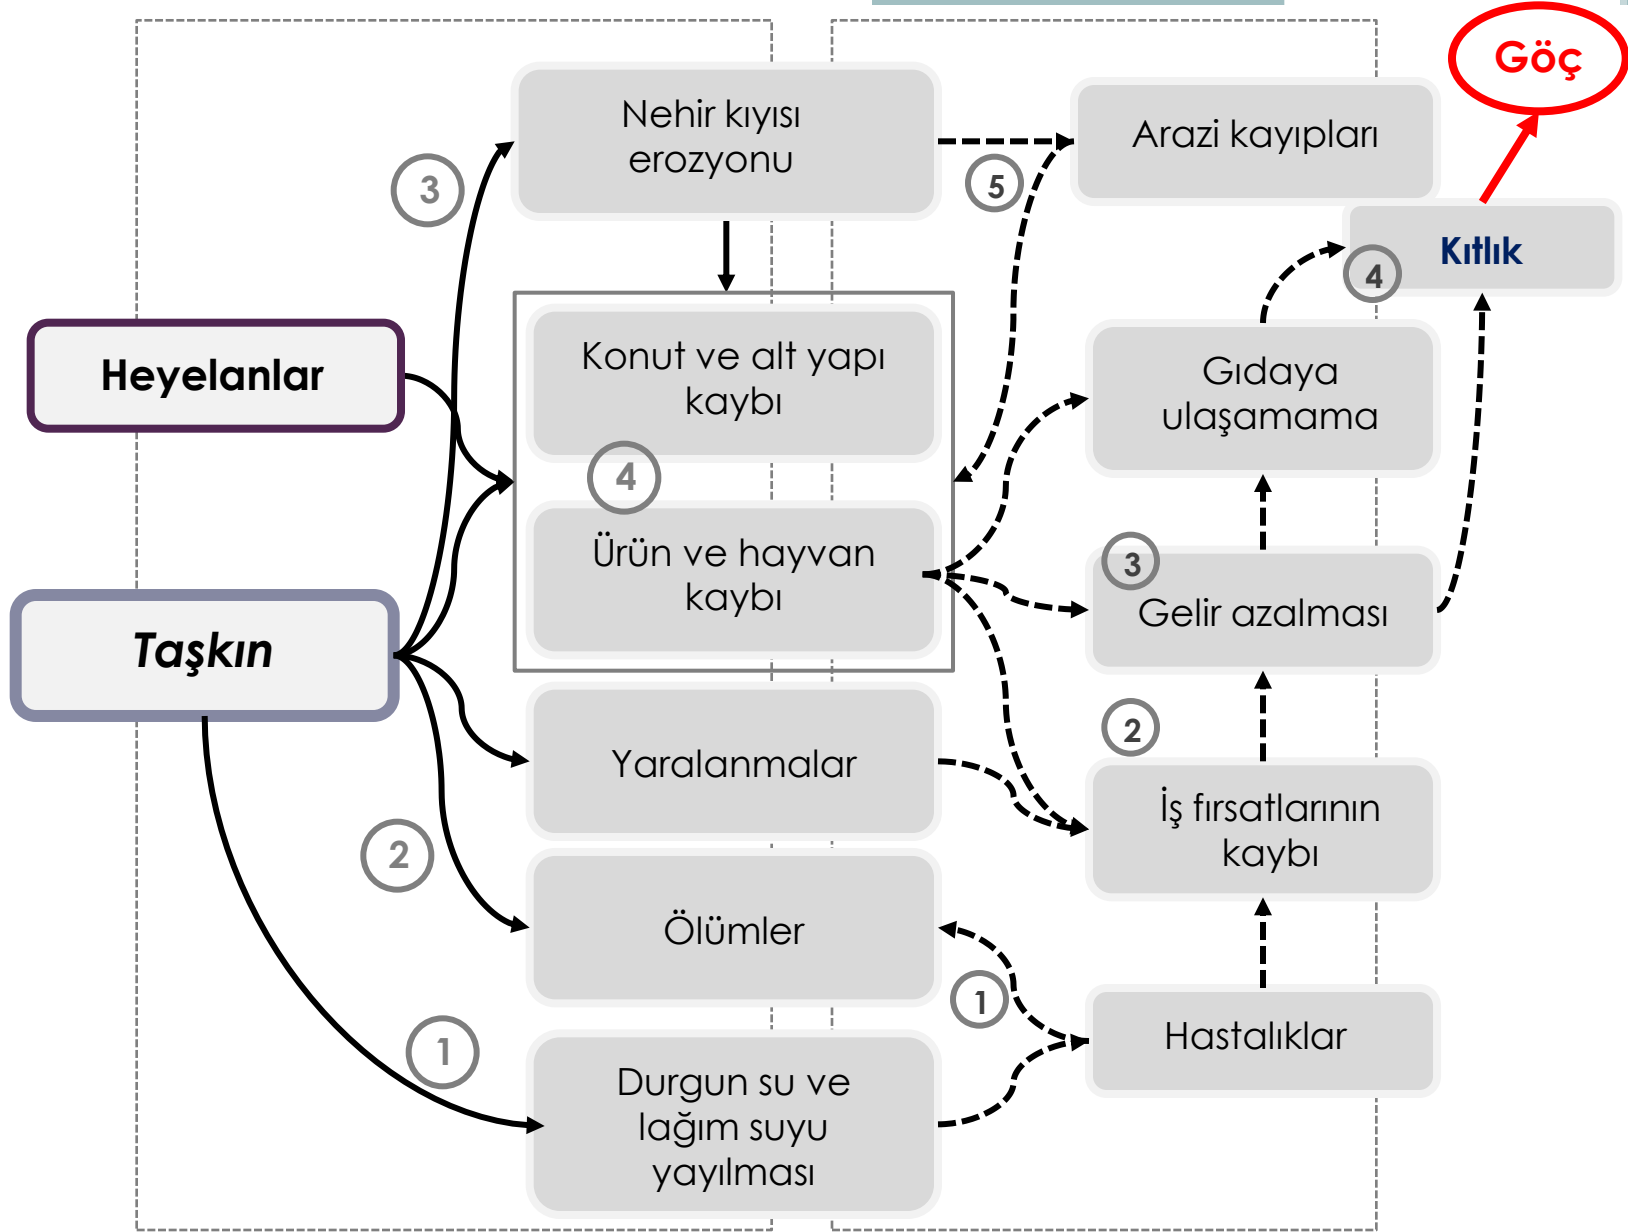 Göç
Nehir kıyısı
erozyonu
Arazi kayıpları
3
5
Kıtlık
4
Heyelanlar
Konut ve alt yapı
kaybı
Gıdaya
ulaşamama
4
Ürün ve hayvan
kaybı
3
Gelir azalması
Taşkın
Yaralanmalar
2
İş fırsatlarının
kaybı
2
Ölümler
1
Hastalıklar
1
Durgun su ve
lağım suyu
yayılması